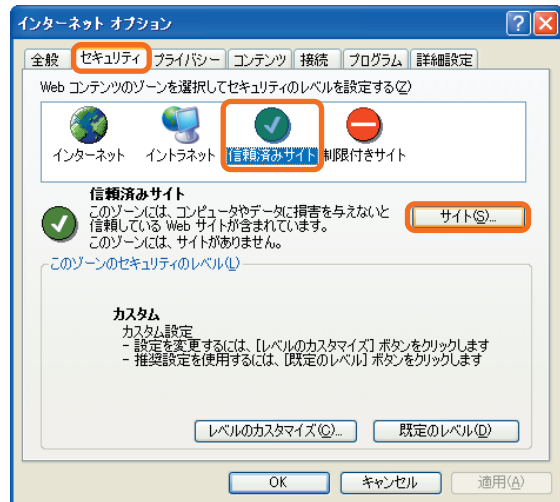 インターネット オプション
全般 セキュリティ プライバシー コンテンツ 接続 プログラム 詳細設定
Web コンテンツのゾーンを選択してセキュリティのレベルを設定する(Z)
インターネット イントラネット 信頼済みサイト 制限付きサイト
信頼済みサイト
このゾーンには、コンピュータやデータに損害を与えないと
信頼している Web サイトが含まれています。
このゾーンには、サイトがありません。
サイト(S)...
このゾーンのセキュリティのレベル(L)
カスタム
カスタム設定
- 設定を変更するには、[レベルのカスタマイズ] ボタンをクリックします
- 推奨設定を使用するには、[既定のレベル] ボタンをクリックします
レベルのカスタマイズ(C)... 既定のレベル(D)
OK キャンセル 適用(A)